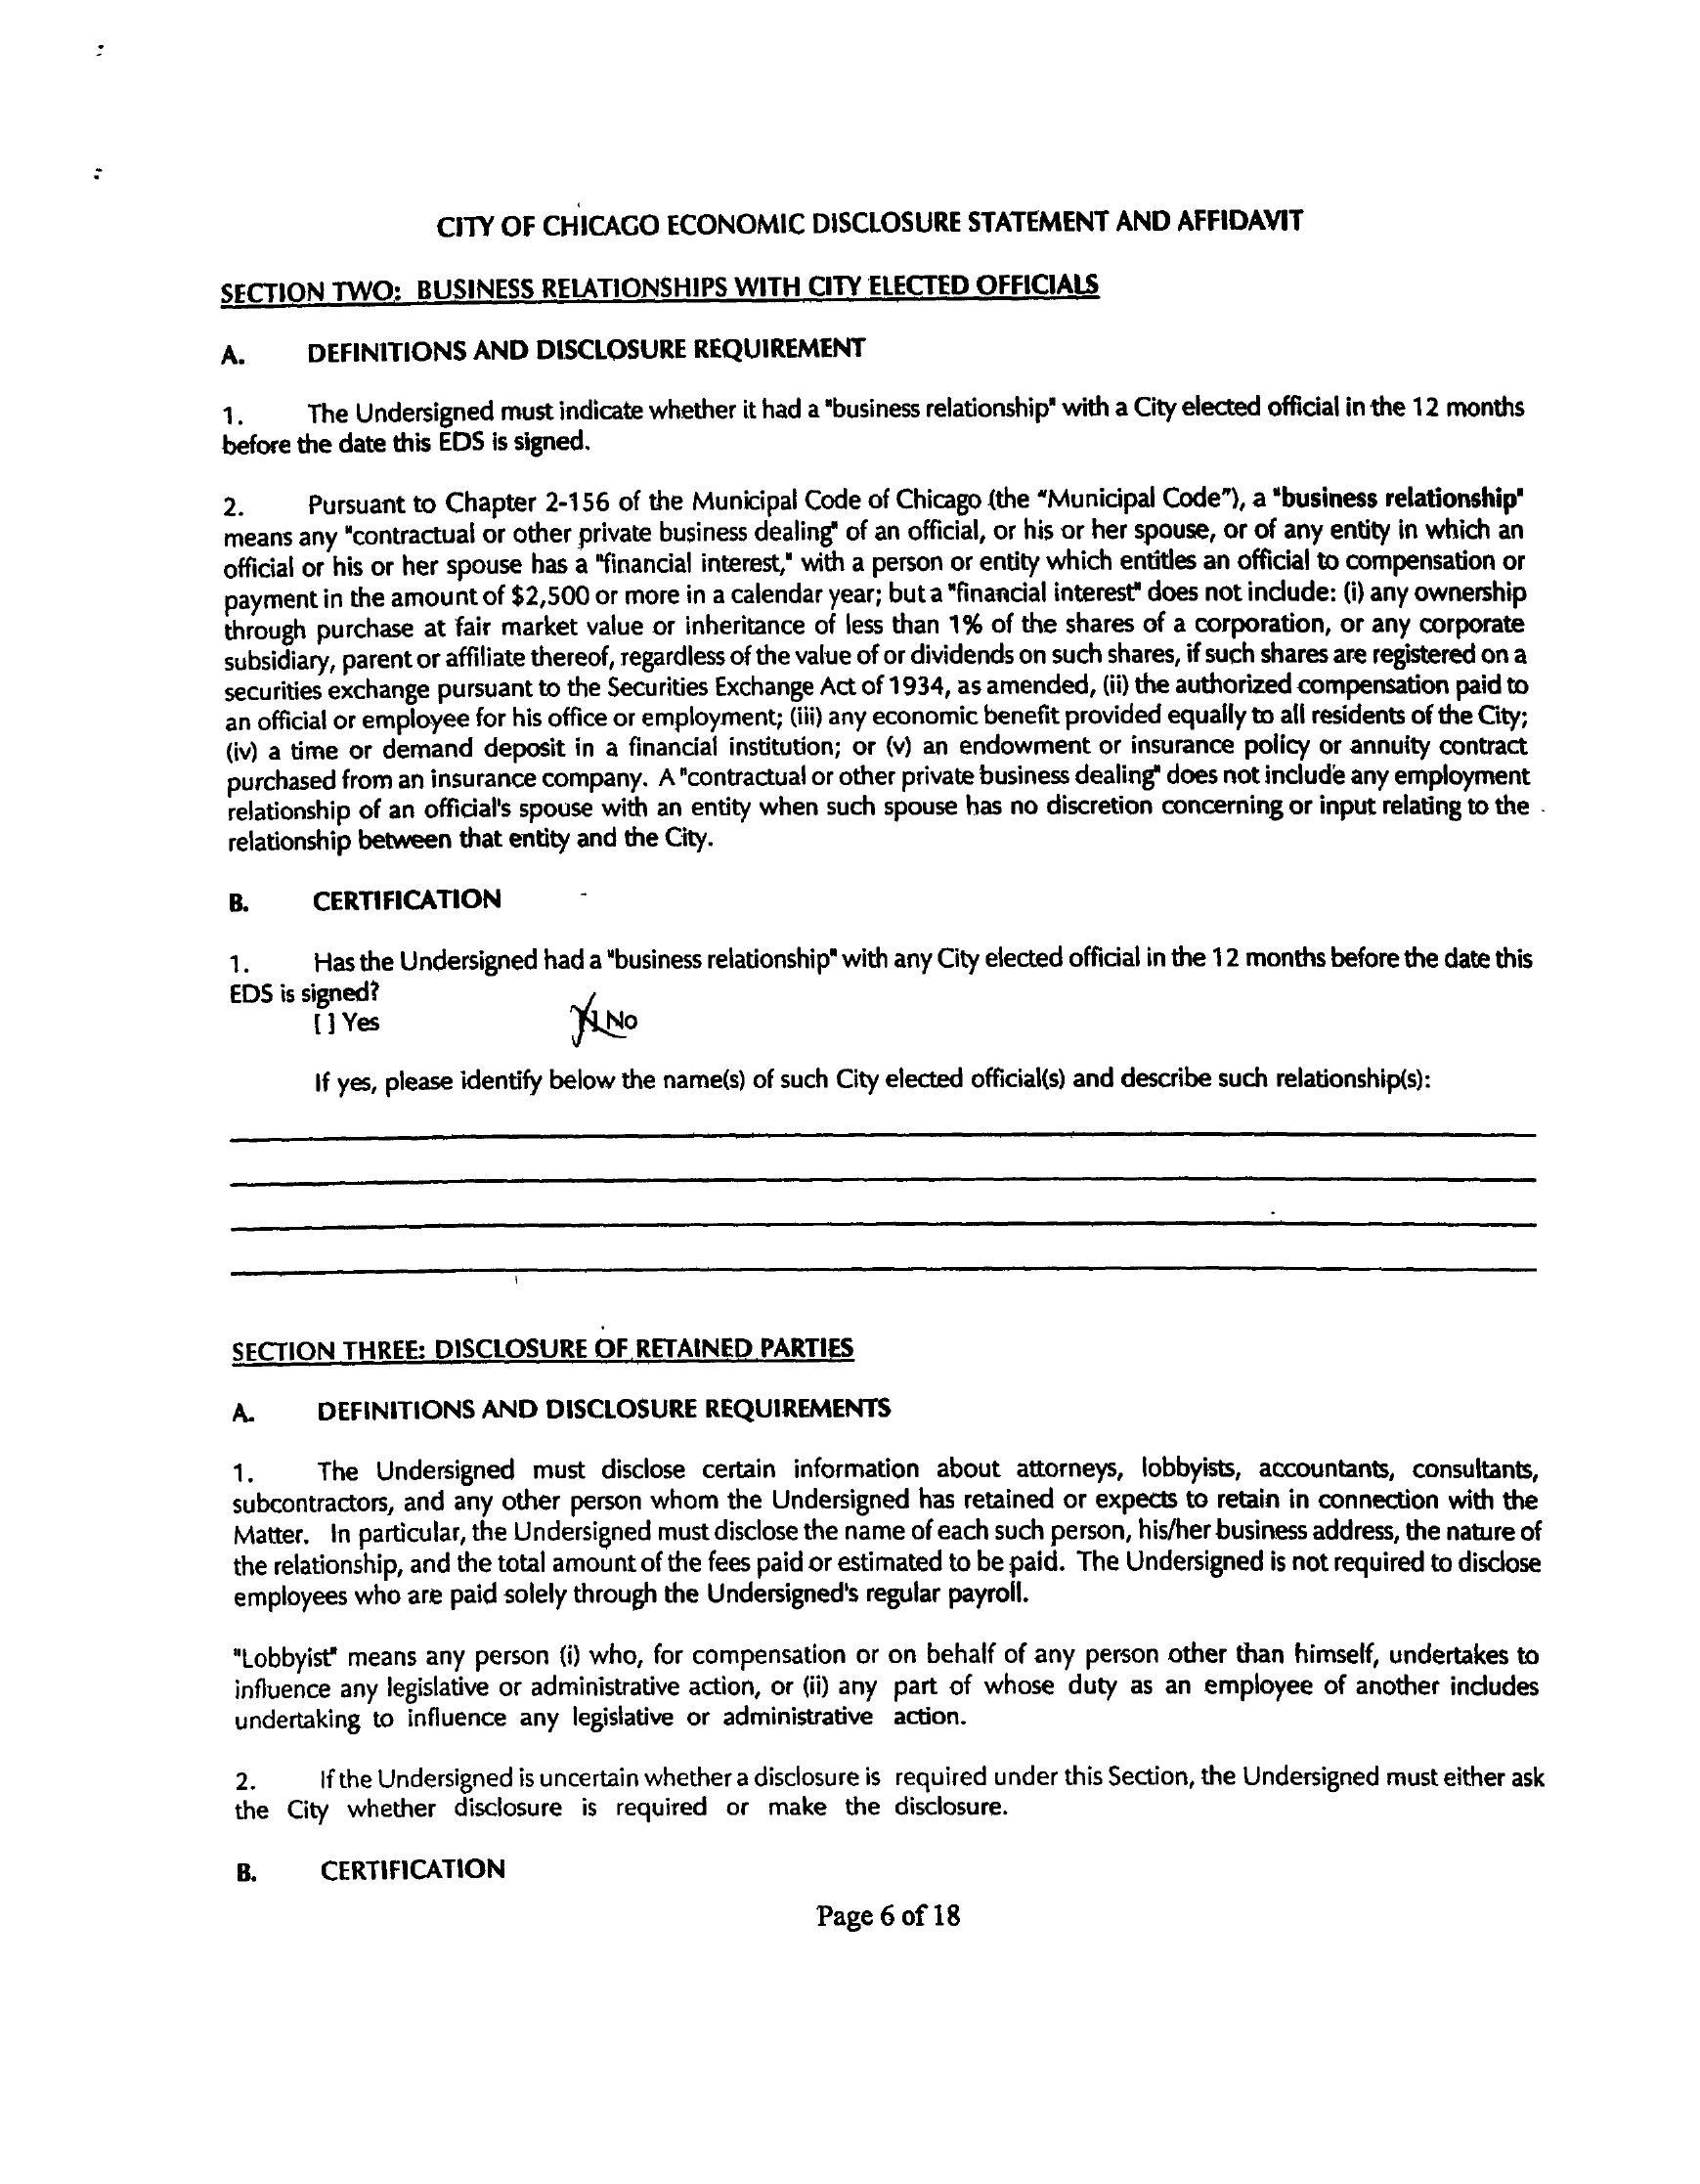 CITY OF CHICAGO ECONOMIC DISCLOSURE STATEMENT AND AFFIDAVIT
SECTION TWO: BUSINESS RELATIONSHIPS WITH CITY ELECTED OFFICIALS
A. DEFINITIONS AND DISCLOSURE REQUIREMENT
1. The Undersigned must indicate whether it had a "business relationship" with a City elected official in the 12 months
before the date this EDS is signed.
2. Pursuant to Chapter 2-156 of the Municipal Code of Chicago (the “Municipal Code”), a "business relationship"
means any "contractual or other private business dealing" of an official, or his or her spouse, or of any entity in which an
official or his or her spouse has a "financial interest," with a person or entity which entitles an official to compensation or
payment in the amount of $2,500 or more in a calendar year; but a "financial interest" does not include: (i) any ownership
through purchase at fair market value or inheritance of less than 1% of the shares of a corporation, or any corporate
subsidiary, parent or affiliate thereof, regardless of the value of or dividends on such shares, if such shares are registered on a
securities exchange pursuant to the Securities Exchange Act of 1934, as amended, (ii) the authorized compensation paid to
an official or employee for his office or employment; (iii) any economic benefit provided equally to all residents of the City;
(iv) a time or demand deposit in a financial institution; or (v) an endowment or insurance policy or annuity contract
purchased from an insurance company. A "contractual or other private business dealing" does not include any employment
relationship of an official's spouse with an entity when such spouse has no discretion concerning or input relating to the
relationship between that entity and the City.
B. CERTIFICATION
1. Has the Undersigned had a "business relationship" with any City elected official in the 12 months before the date this
EDS is signed?
[ ] Yes [X] No
If yes, please identify below the name(s) of such City elected official(s) and describe such relationship(s):
SECTION THREE: DISCLOSURE OF RETAINED PARTIES
A. DEFINITIONS AND DISCLOSURE REQUIREMENTS
1. The Undersigned must disclose certain information about attorneys, lobbyists, accountants, consultants,
subcontractors, and any other person whom the Undersigned has retained or expects to retain in connection with the
Matter. In particular, the Undersigned must disclose the name of each such person, his/her business address, the nature of
the relationship, and the total amount of the fees paid or estimated to be paid. The Undersigned is not required to disclose
employees who are paid solely through the Undersigned's regular payroll.
"Lobbyist" means any person (i) who, for compensation or on behalf of any person other than himself, undertakes to
influence any legislative or administrative action, or (ii) any part of whose duty as an employee of another includes
undertaking to influence any legislative or administrative action.
2. If the Undersigned is uncertain whether a disclosure is required under this Section, the Undersigned must either ask
the City whether disclosure is required or make the disclosure.
B. CERTIFICATION
Page 6 of 18